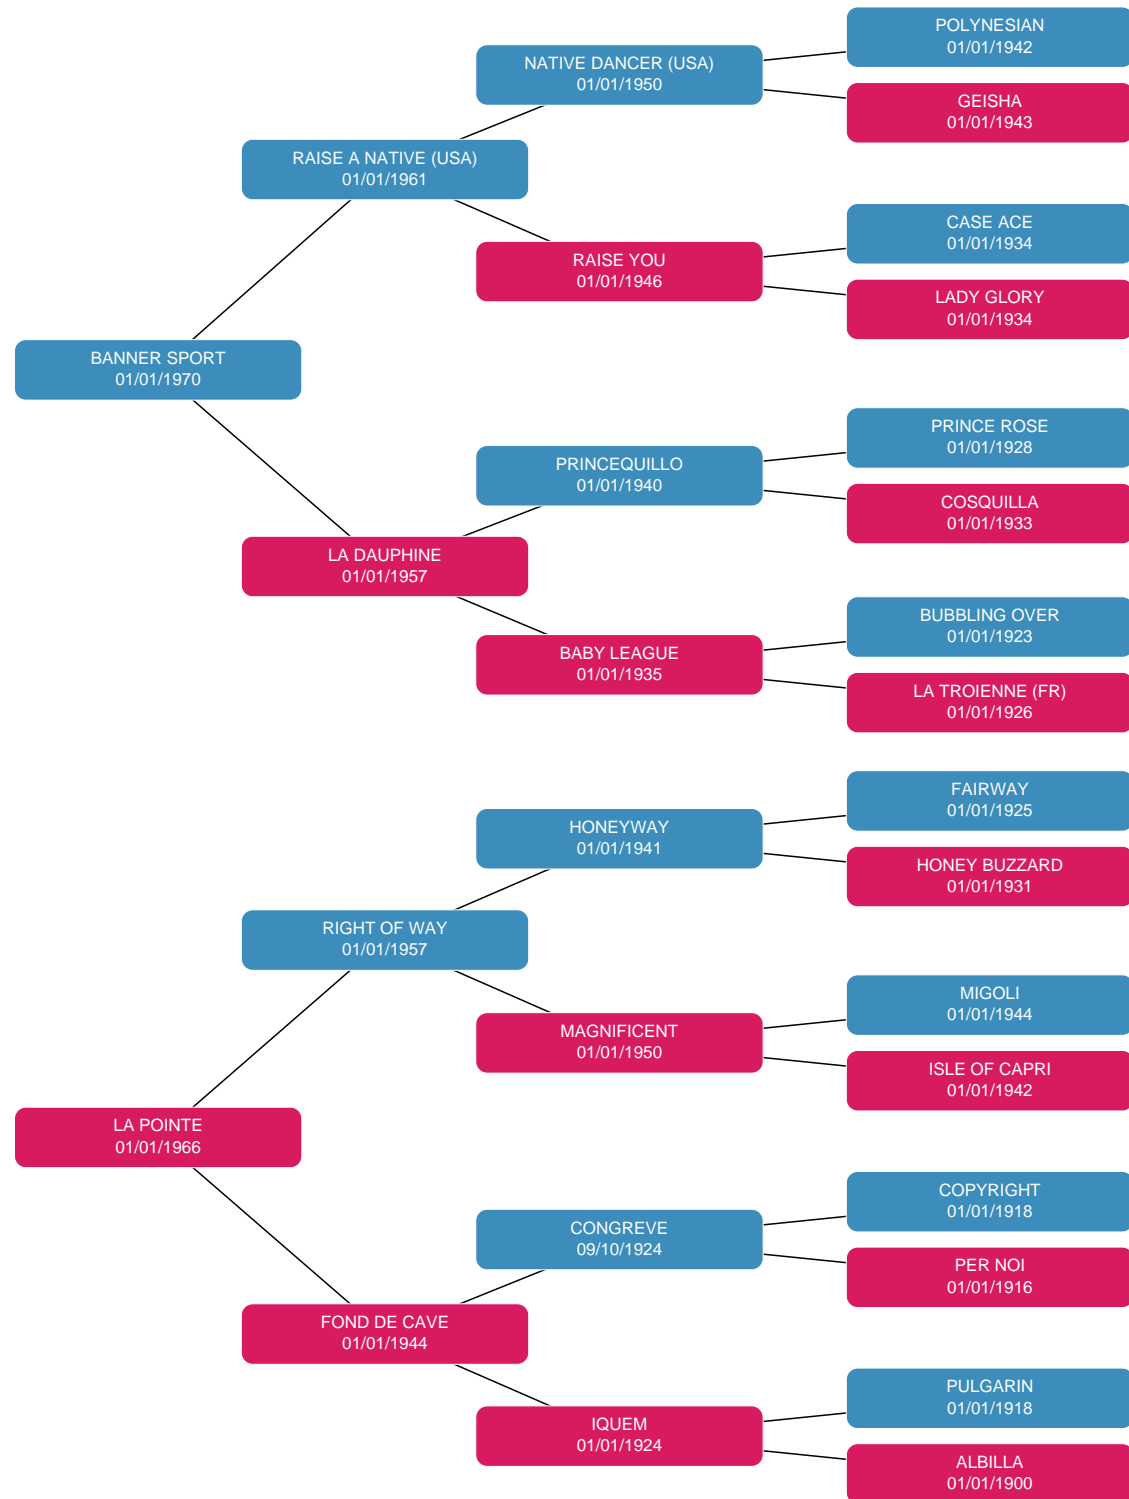 POLYNESIAN
01/01/1942
NATIVE DANCER (USA)
01/01/1950
GEISHA
01/01/1943
RAISE A NATIVE (USA)
01/01/1961
CASE ACE
01/01/1934
RAISE YOU
01/01/1946
LADY GLORY
01/01/1934
BANNER SPORT
01/01/1970
PRINCE ROSE
01/01/1928
PRINCEQUILLO
01/01/1940
COSQUILLA
01/01/1933
LA DAUPHINE
01/01/1957
BUBBLING OVER
01/01/1923
BABY LEAGUE
01/01/1935
LA TROIENNE (FR)
01/01/1926
FAIRWAY
01/01/1925
HONEYWAY
01/01/1941
HONEY BUZZARD
01/01/1931
RIGHT OF WAY
01/01/1957
MIGOLI
01/01/1944
MAGNIFICENT
01/01/1950
ISLE OF CAPRI
01/01/1942
LA POINTE
01/01/1966
COPYRIGHT
01/01/1918
CONGREVE
09/10/1924
PER NOI
01/01/1916
FOND DE CAVE
01/01/1944
PULGARIN
01/01/1918
IQUEM
01/01/1924
ALBILLA
01/01/1900